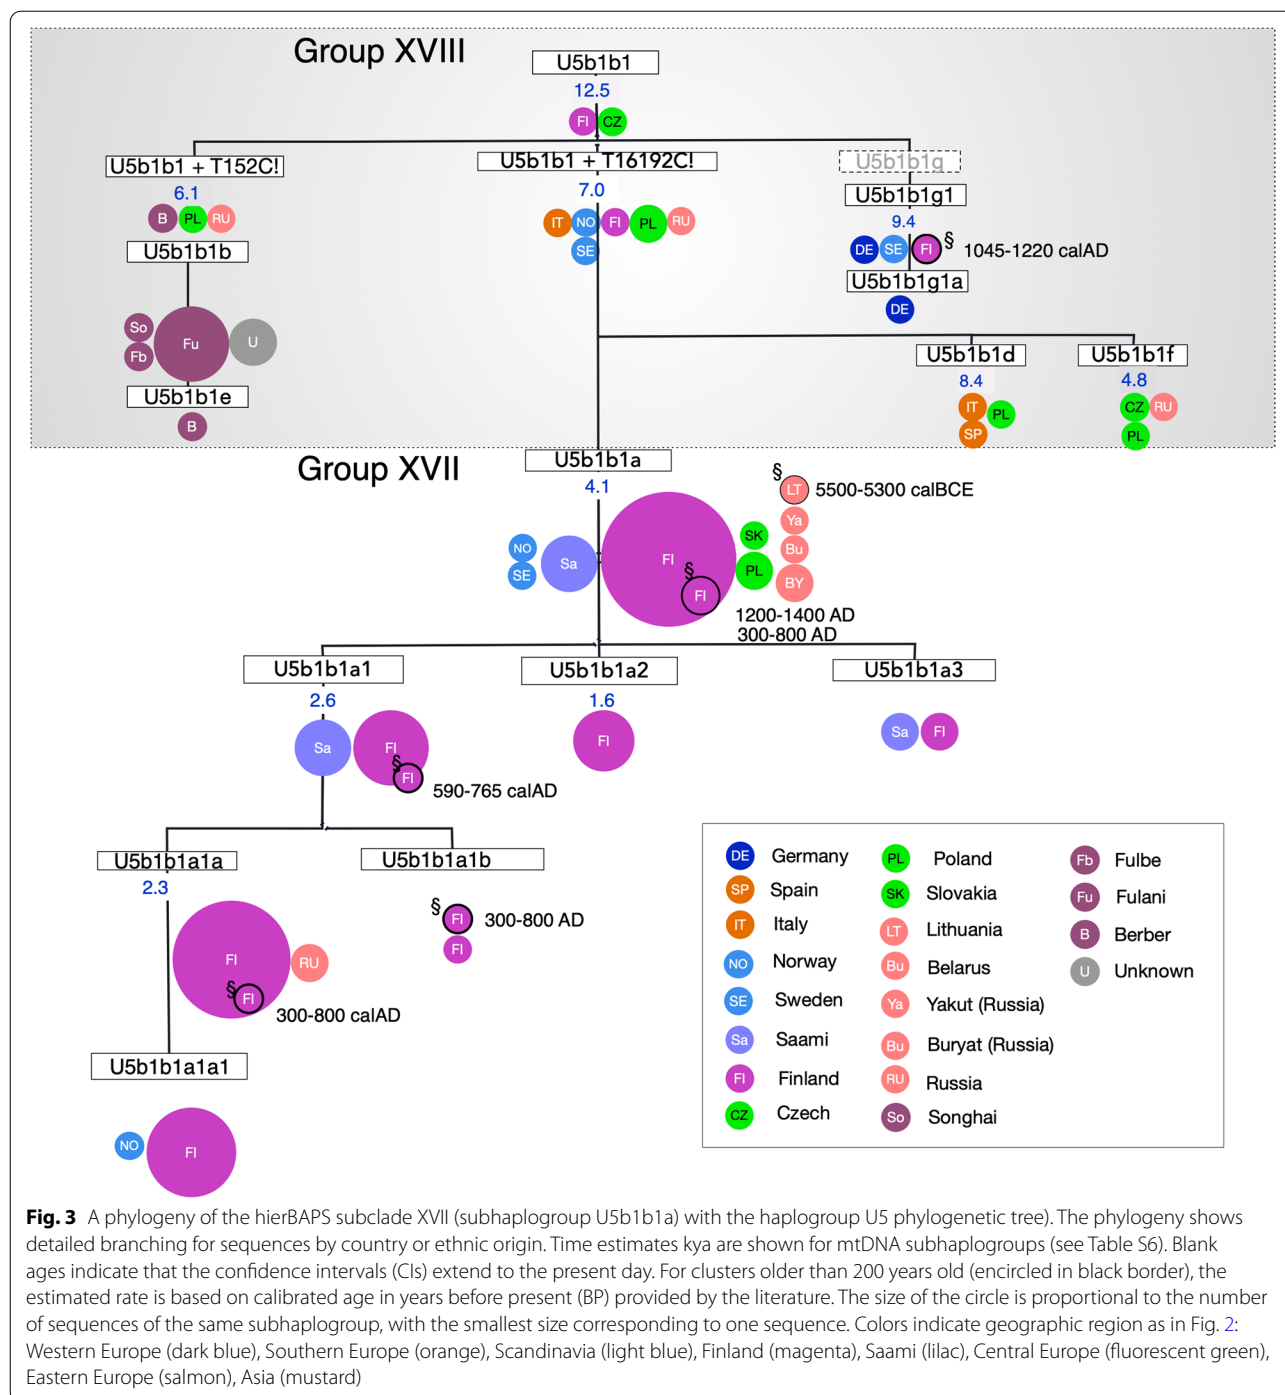 Group XVIII
U5b1b1
12.5
FI CZ
U5b1b1 + T152C!
6.1
B PL RU
U5b1b1b
So Fb Fu U
U5b1b1e
B
U5b1b1 + T16192C!
7.0
IT NO FI PL RU
SE
U5b1b1g
U5b1b1g1
9.4
DE SE FI § 1045-1220 calAD
U5b1b1g1a
DE
U5b1b1d
8.4
IT PL
SP
U5b1b1f
4.8
CZ RU
PL
Group XVII
U5b1b1a
4.1
NO
SE
Sa
FI
§
FI
SK
PL
§
LT 5500-5300 calBCE
Ya
Bu
BY
1200-1400 AD
300-800 AD
U5b1b1a1
2.6
Sa FI
§
FI
590-765 calAD
U5b1b1a2
1.6
FI
U5b1b1a3
Sa FI
U5b1b1a1a
2.3
FI RU
§
FI
300-800 calAD
U5b1b1a1b
§
FI 300-800 AD
FI
U5b1b1a1a1
NO FI
DE Germany
SP Spain
IT Italy
NO Norway
SE Sweden
Sa Saami
FI Finland
CZ Czech
PL Poland
SK Slovakia
LT Lithuania
Bu Belarus
Ya Yakut (Russia)
Bu Buryat (Russia)
RU Russia
So Songhai
Fb Fulbe
Fu Fulani
B Berber
U Unknown
Fig. 3 A phylogeny of the hierBAPS subclade XVII (subhaplogroup U5b1b1a) with the haplogroup U5 phylogenetic tree). The phylogeny shows
detailed branching for sequences by country or ethnic origin. Time estimates kya are shown for mtDNA subhaplogroups (see Table S6). Blank
ages indicate that the confidence intervals (CIs) extend to the present day. For clusters older than 200 years old (encircled in black border), the
estimated rate is based on calibrated age in years before present (BP) provided by the literature. The size of the circle is proportional to the number
of sequences of the same subhaplogroup, with the smallest size corresponding to one sequence. Colors indicate geographic region as in Fig. 2:
Western Europe (dark blue), Southern Europe (orange), Scandinavia (light blue), Finland (magenta), Saami (lilac), Central Europe (fluorescent green),
Eastern Europe (salmon), Asia (mustard)